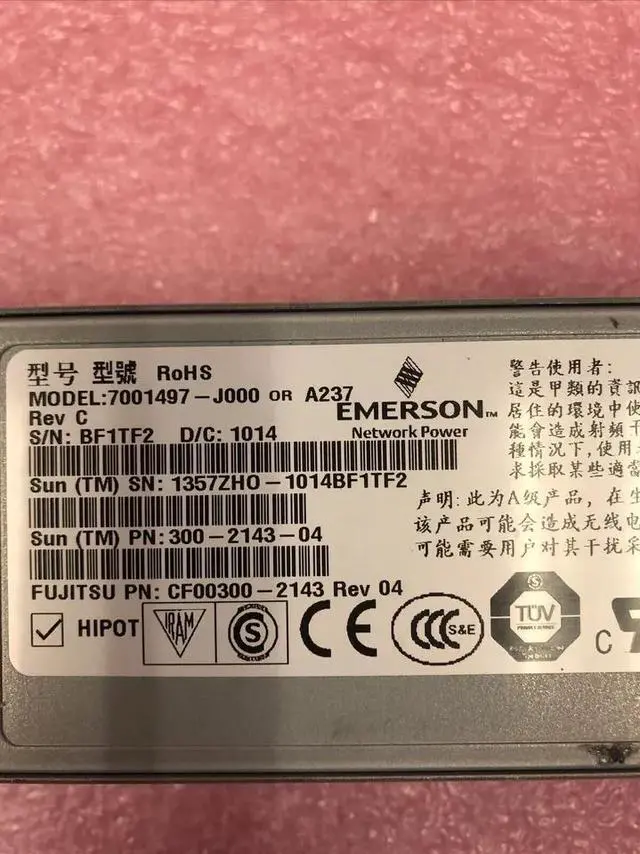 型号 型號 RoHS
MODEL:7001497-J000 OR A237
Rev C
S/N: BF1TF2 D/C: 1014
EMERSON™
Network Power
Sun (TM) SN: 1357ZHO-1014BF1TF2
Sun (TM) PN: 300-2143-04
FUJITSU PN: CF00300-2143 Rev 04
警告使用者:
這是甲類的資訊
居住的環境中使
能會造成射頻干
種情況下,使用
求採取某些適當
声明: 此为A级产品, 在生
该产品可能会造成无线电
可能需要用户对其干扰采
HIPOT
IRAM
S
CE
CCC S&E
TÜV
C